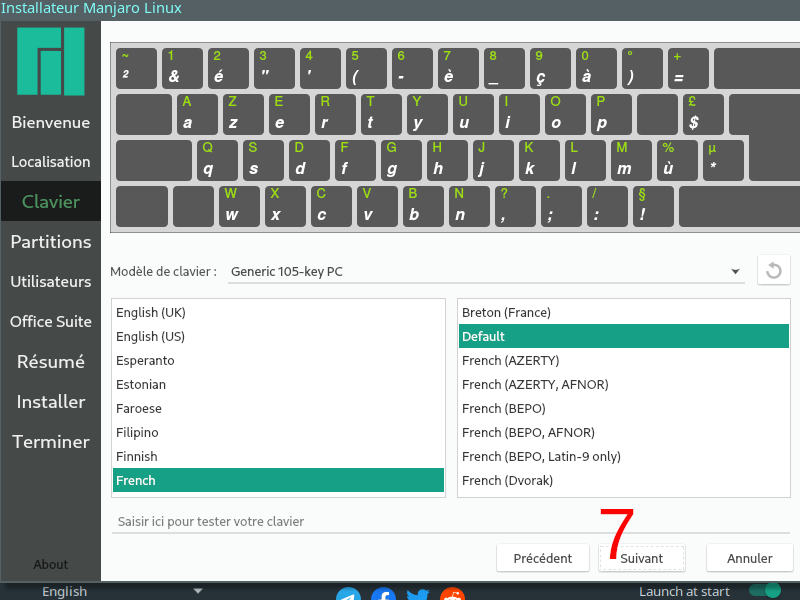 Installateur Manjaro Linux
Bienvenue
Localisation
Clavier
Partitions
Utilisateurs
Office Suite
Résumé
Installer
Terminer
About
~ 1 2 3 4 5 6 7 8 9 0 ° +
² & é " ' ( - è _ ç à ) =
A Z E R T Y U I O P £
a z e r t y u i o p $
Q S D F G H J K L M % µ
q s d f g h j k l m ù *
W X C V B N ? . / §
w x c v b n , ; : !
Modèle de clavier : Generic 105-key PC
English (UK)
English (US)
Esperanto
Estonian
Faroese
Filipino
Finnish
French
Breton (France)
Default
French (AZERTY)
French (AZERTY, AFNOR)
French (BEPO)
French (BEPO, AFNOR)
French (BEPO, Latin-9 only)
French (Dvorak)
Saisir ici pour tester votre clavier
7
Précédent Suivant Annuler
English Launch at start